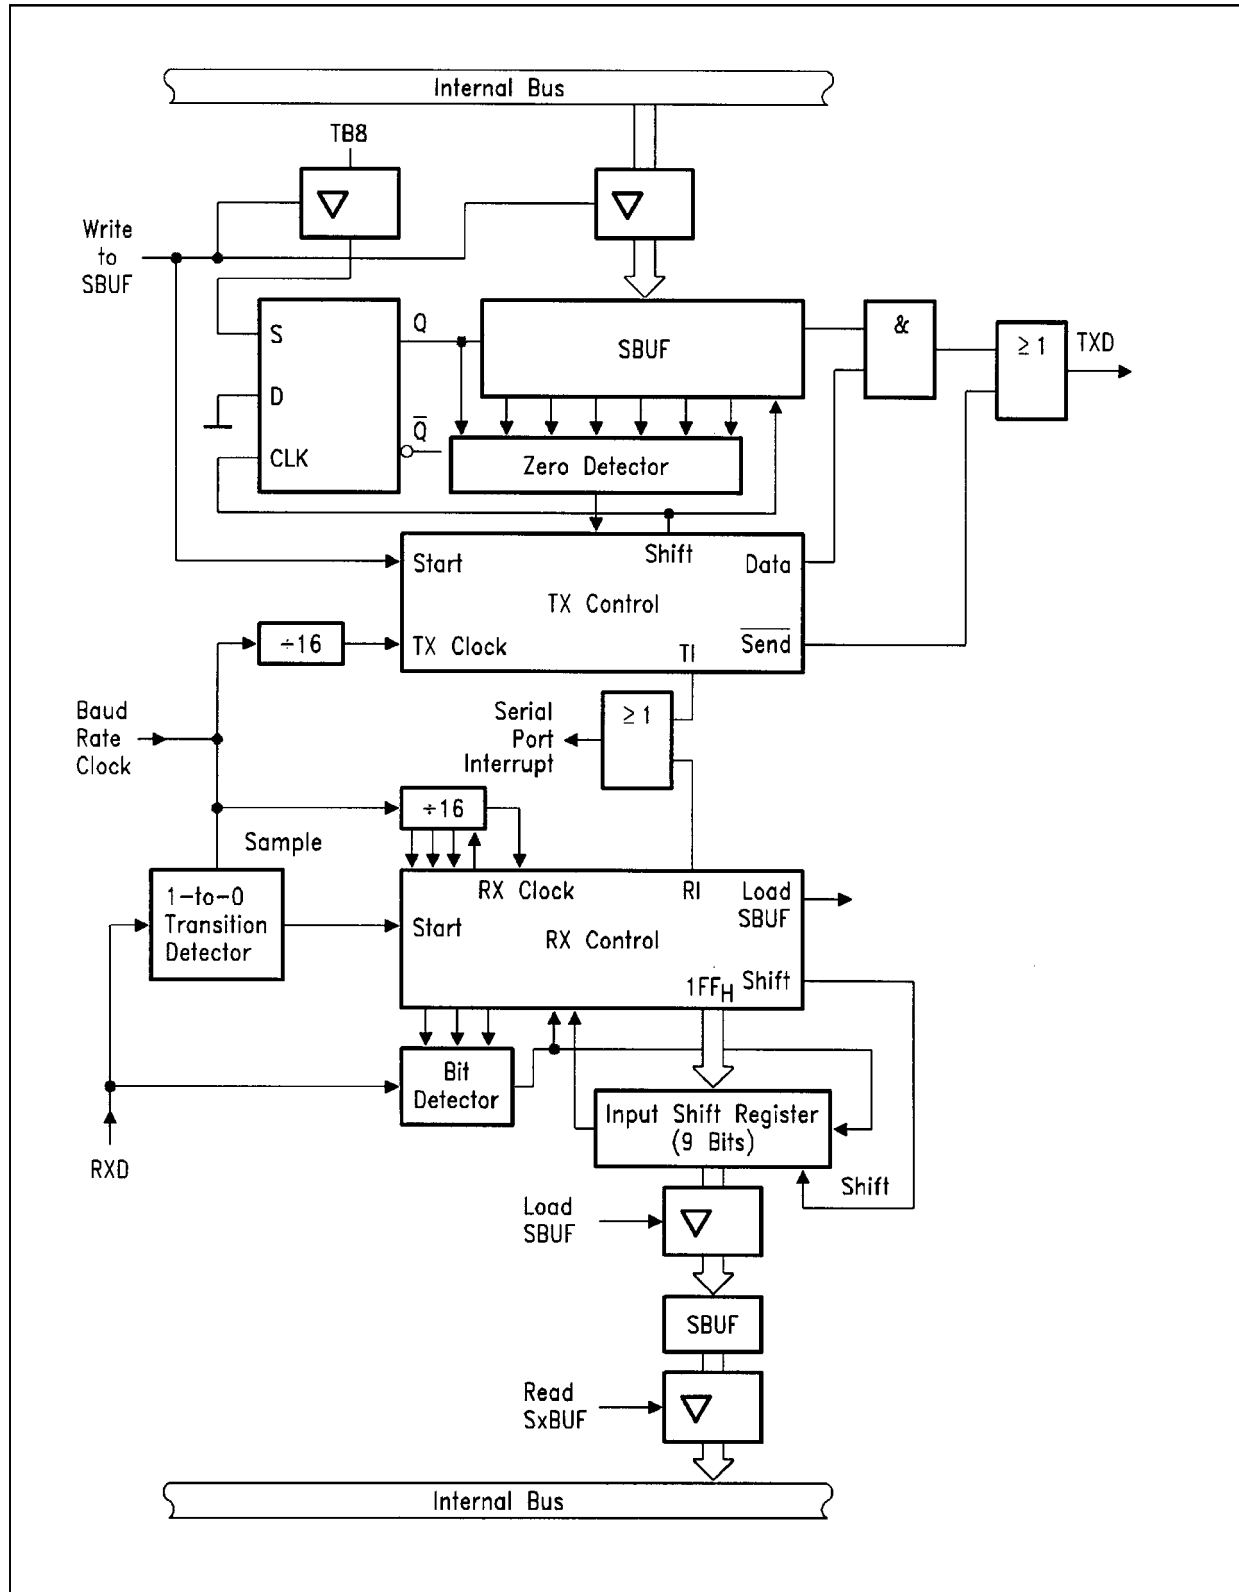 Internal Bus
TB8
Write
to
SBUF
S
D
CLK
Q
Q̅
SBUF
&
≥1
TXD
Zero Detector
Start
Shift
Data
TX Control
÷16
TX Clock
TI
S̅e̅n̅d̅
Baud
Rate
Clock
Serial
Port
Interrupt
≥1
÷16
Sample
1-to-0
Transition
Detector
RX Clock
RI
Load
SBUF
Start
RX Control
1FFH
Shift
Bit
Detector
Input Shift Register
(9 Bits)
RXD
Shift
Load
SBUF
SBUF
Read
SxBUF
Internal Bus